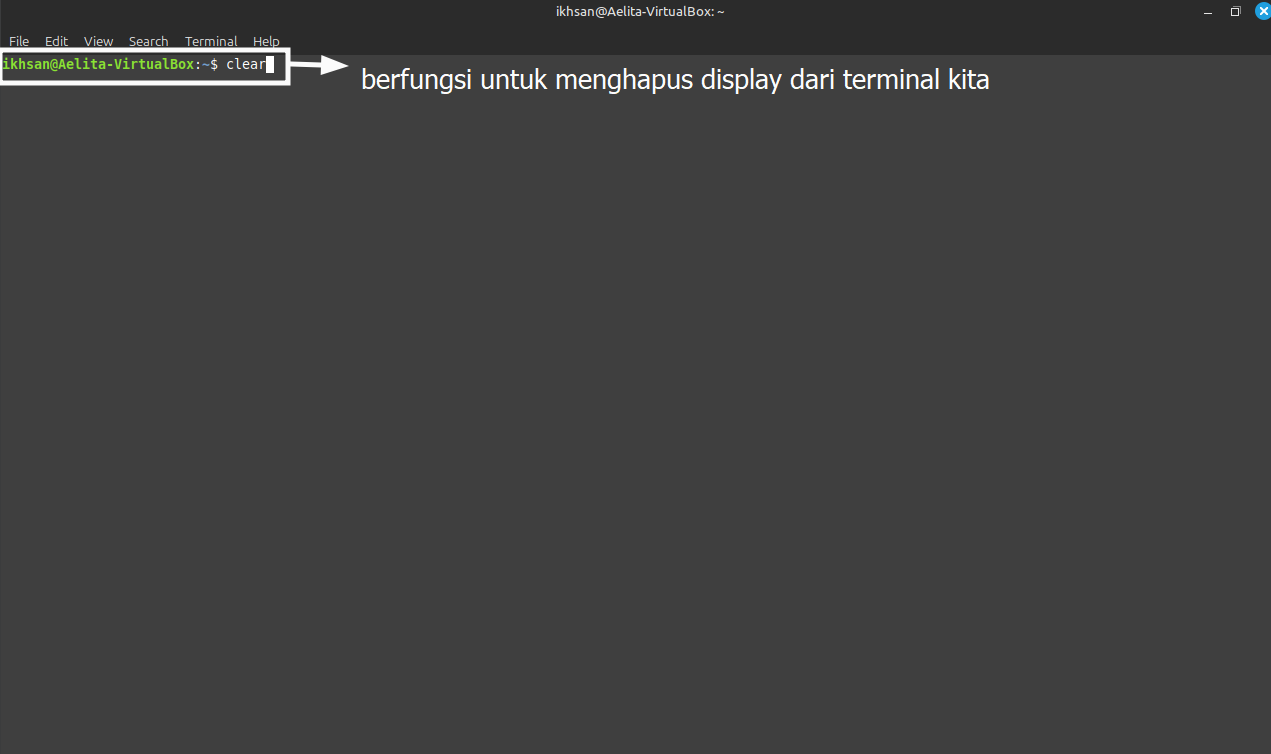 ikhsan@Aelita-VirtualBox: ~
File Edit View Search Terminal Help
ikhsan@Aelita-VirtualBox:~$ clear
berfungsi untuk menghapus display dari terminal kita